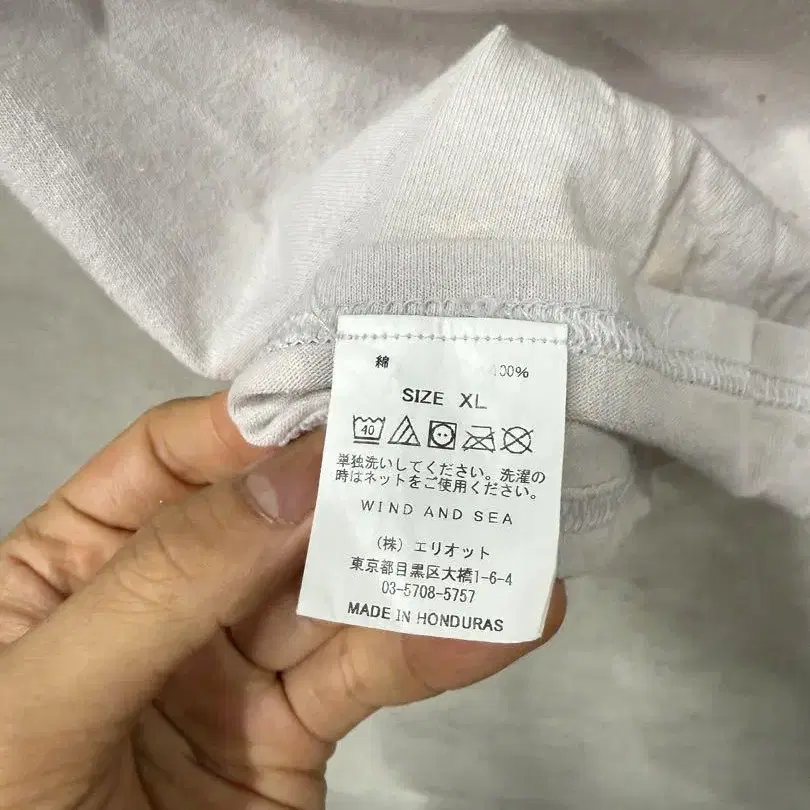 綿 100%
SIZE XL
40
単独洗いしてください。洗濯の
時はネットをご使用ください。
WIND AND SEA
(株) エリオット
東京都目黒区大橋1-6-4
03-5708-5757
MADE IN HONDURAS